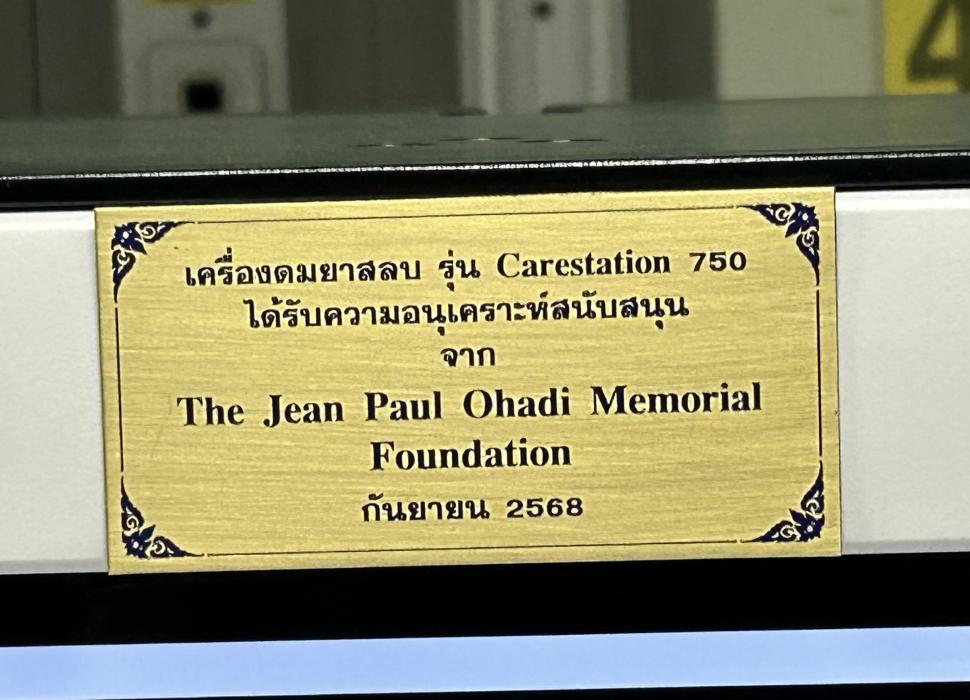 4
เครื่องดมยาสลบ รุ่น Carestation 750
ได้รับความอนุเคราะห์สนับสนุน
จาก
The Jean Paul Ohadi Memorial
Foundation
กันยายน 2568